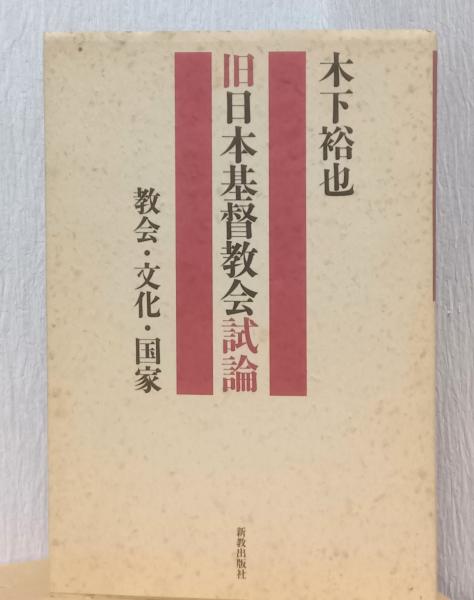 木下裕也
旧日本基督教会試論
教会・文化・国家
新教出版社